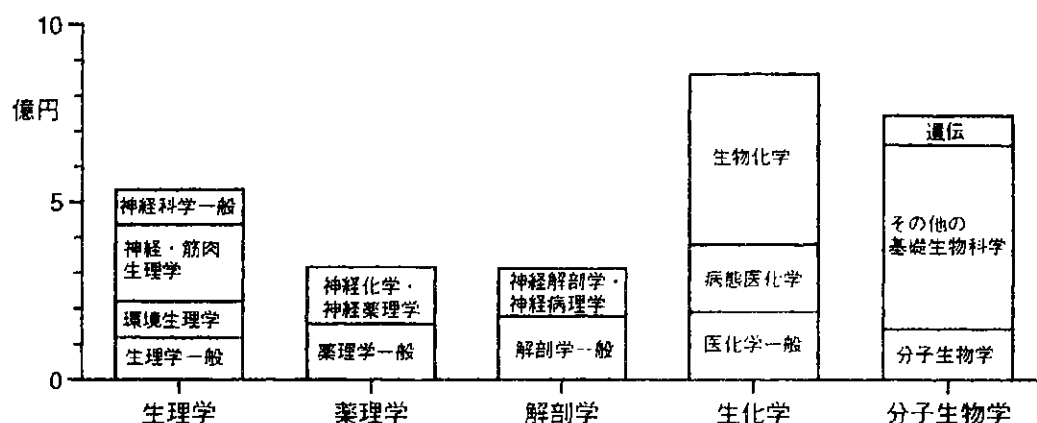 10
億円
5
0
神経科学一般
神経・筋肉
生理学
環境生理学
生理学一般
神経化学・
神経薬理学
薬理学一般
神経解剖学・
神経病理学
解剖学一般
生物化学
病態医化学
医化学一般
遺伝
その他の
基礎生物科学
分子生物学
生理学
薬理学
解剖学
生化学
分子生物学